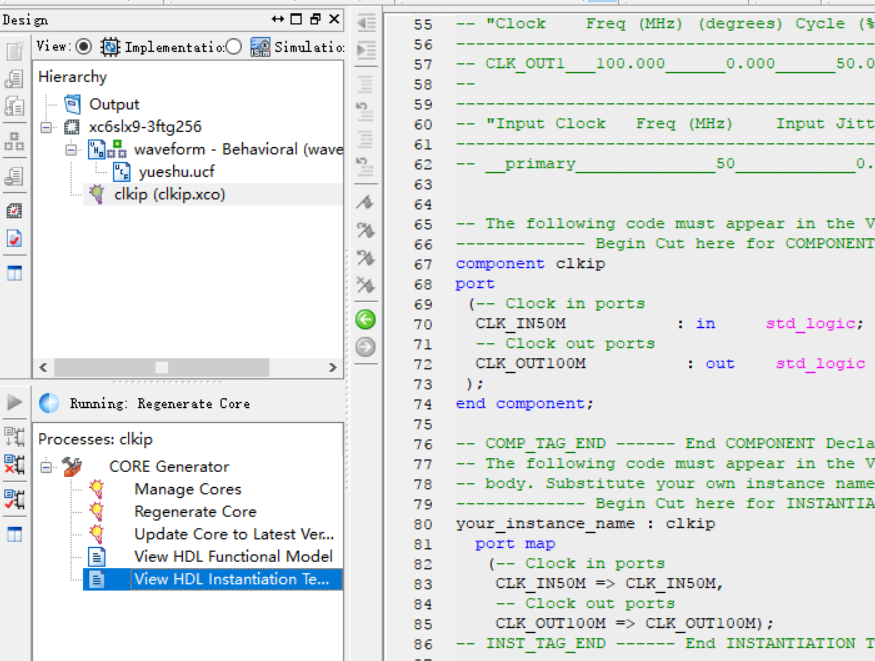 Design
View: Implementatio Simulatio
Hierarchy
Output
xc6slx9-3ftg256
waveform - Behavioral (wave
yueshu.ucf
clkip (clkip.xco)
Running: Regenerate Core
Processes: clkip
CORE Generator
Manage Cores
Regenerate Core
Update Core to Latest Ver...
View HDL Functional Model
View HDL Instantiation Te...
55 -- "Clock Freq (MHz) (degrees) Cycle (%
56 ------------------------------------------
57 -- CLK_OUT1___100.000______0.000______50.0
58 --
59 ------------------------------------------
60 -- "Input Clock Freq (MHz) Input Jitt
61 ------------------------------------------
62 -- __primary______________50____________0.
63
64
65 -- The following code must appear in the V
66 ------------- Begin Cut here for COMPONENT
67 component clkip
68 port
69 (-- Clock in ports
70 CLK_IN50M : in std_logic;
71 -- Clock out ports
72 CLK_OUT100M : out std_logic
73 );
74 end component;
75
76 -- COMP_TAG_END ------ End COMPONENT Decla
77 -- The following code must appear in the V
78 -- body. Substitute your own instance name
79 ------------- Begin Cut here for INSTANTIA
80 your_instance_name : clkip
81 port map
82 (-- Clock in ports
83 CLK_IN50M => CLK_IN50M,
84 -- Clock out ports
85 CLK_OUT100M => CLK_OUT100M);
86 -- INST_TAG_END ------ End INSTANTIATION T